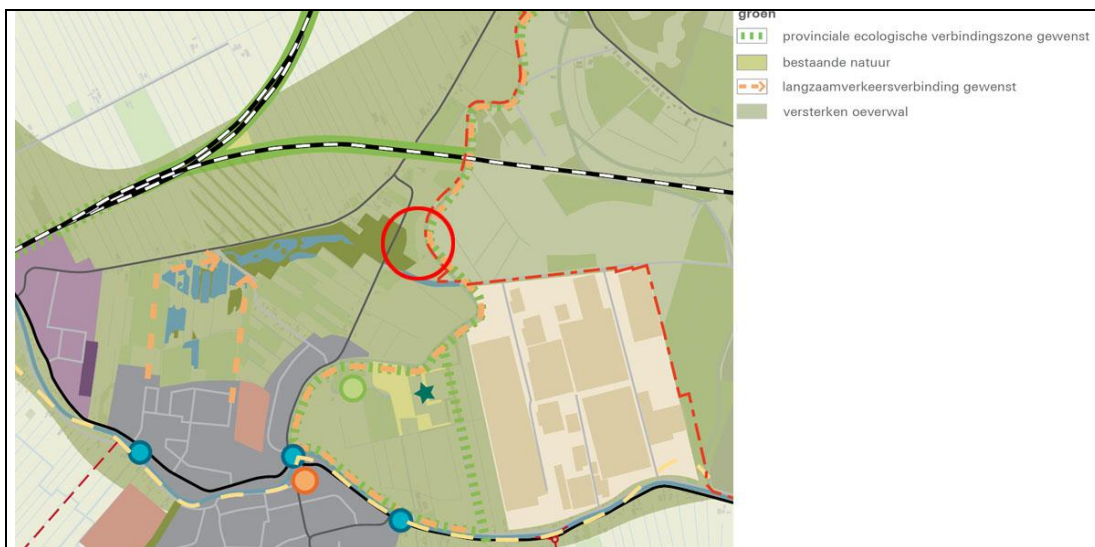 groen
provinciale ecologische verbindingszone gewenst
bestaande natuur
langzaamverkeersverbinding gewenst
versterken oeverwal